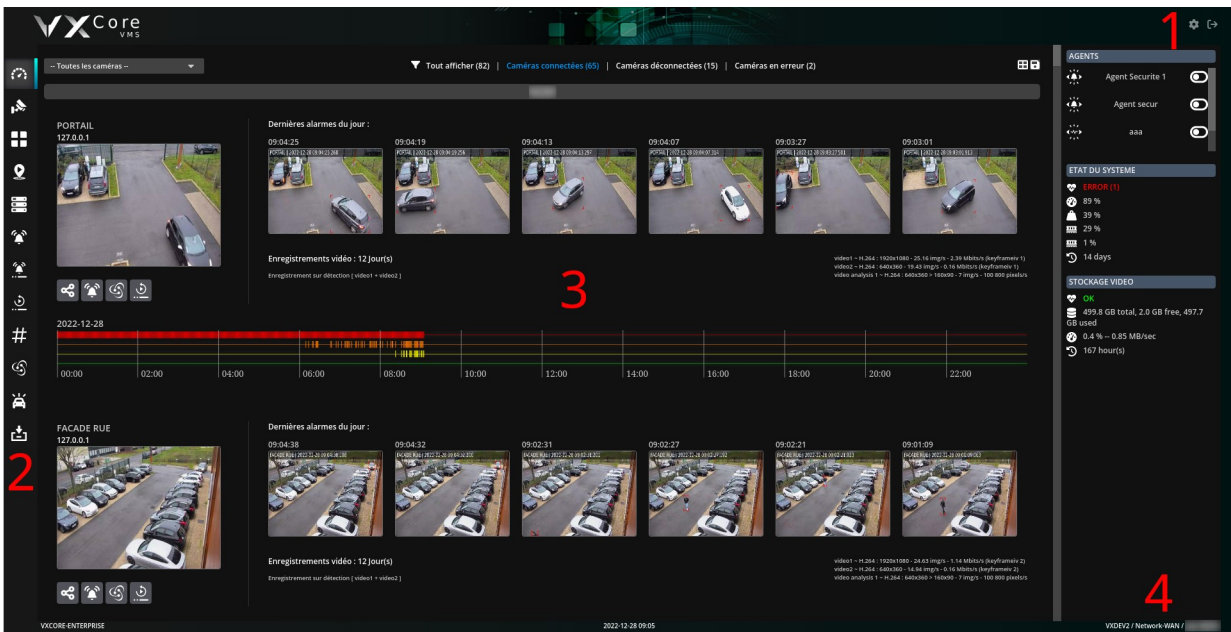 VXCore
VMS
1
-- Toutes les caméras --
Tout afficher (82) | Caméras connectées (65) | Caméras déconnectées (15) | Caméras en erreur (2)
PORTAIL
127.0.0.1
Dernières alarmes du jour :
09:04:25 09:04:19 09:04:13 09:04:07 09:03:27 09:03:01
Enregistrements vidéo : 12 Jour(s)
Enregistrement sur détection [ video1 + video2 ]
video1 ~ H.264 : 1920x1080 - 25.16 img/s - 2.39 Mbits/s (keyframeiv 1)
video2 ~ H.264 : 640x360 - 19.43 img/s - 0.16 Mbits/s (keyframeiv 1)
video analysis 1 ~ H.264 : 640x360 > 160x90 - 7 img/s - 100 800 pixels/s
3
2022-12-28
00:00 02:00 04:00 06:00 08:00 10:00 12:00 14:00 16:00 18:00 20:00 22:00
FACADE RUE
127.0.0.1
Dernières alarmes du jour :
09:04:38 09:04:32 09:02:31 09:02:27 09:02:21 09:01:09
Enregistrements vidéo : 12 Jour(s)
Enregistrement sur détection [ video1 + video2 ]
video1 ~ H.264 : 1920x1080 - 24.63 img/s - 1.14 Mbits/s (keyframeiv 2)
video2 ~ H.264 : 640x360 - 14.94 img/s - 0.16 Mbits/s (keyframeiv 2)
video analysis 1 ~ H.264 : 640x360 > 160x90 - 7 img/s - 100 800 pixels/s
2
AGENTS
Agent Securite 1
Agent secur
aaa
ETAT DU SYSTEME
ERROR (1)
89 %
39 %
29 %
1 %
14 days
STOCKAGE VIDEO
OK
499.8 GB total, 2.0 GB free, 497.7
GB used
0.4 % -- 0.85 MB/sec
167 hour(s)
4
VXCORE-ENTERPRISE
2022-12-28 09:05
VXDEV2 / Network-WAN /